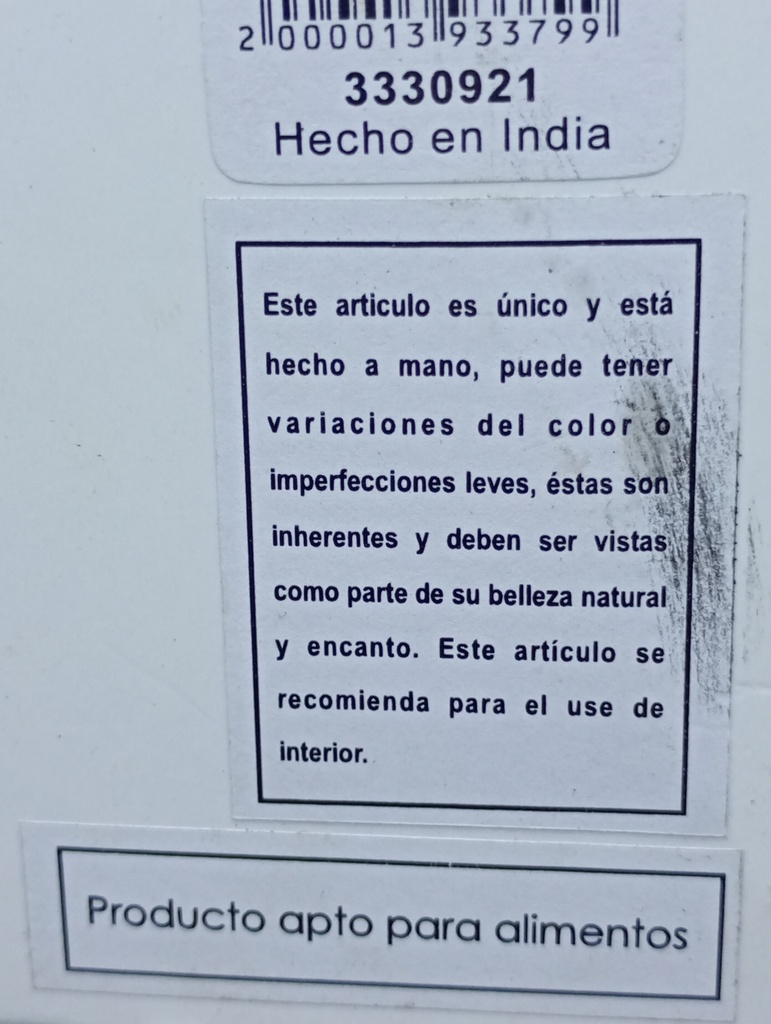 2 000013 933799
3330921
Hecho en India
Este articulo es único y está
hecho a mano, puede tener
variaciones del color o
imperfecciones leves, éstas son
inherentes y deben ser vistas
como parte de su belleza natural
y encanto. Este artículo se
recomienda para el use de
interior.
Producto apto para alimentos